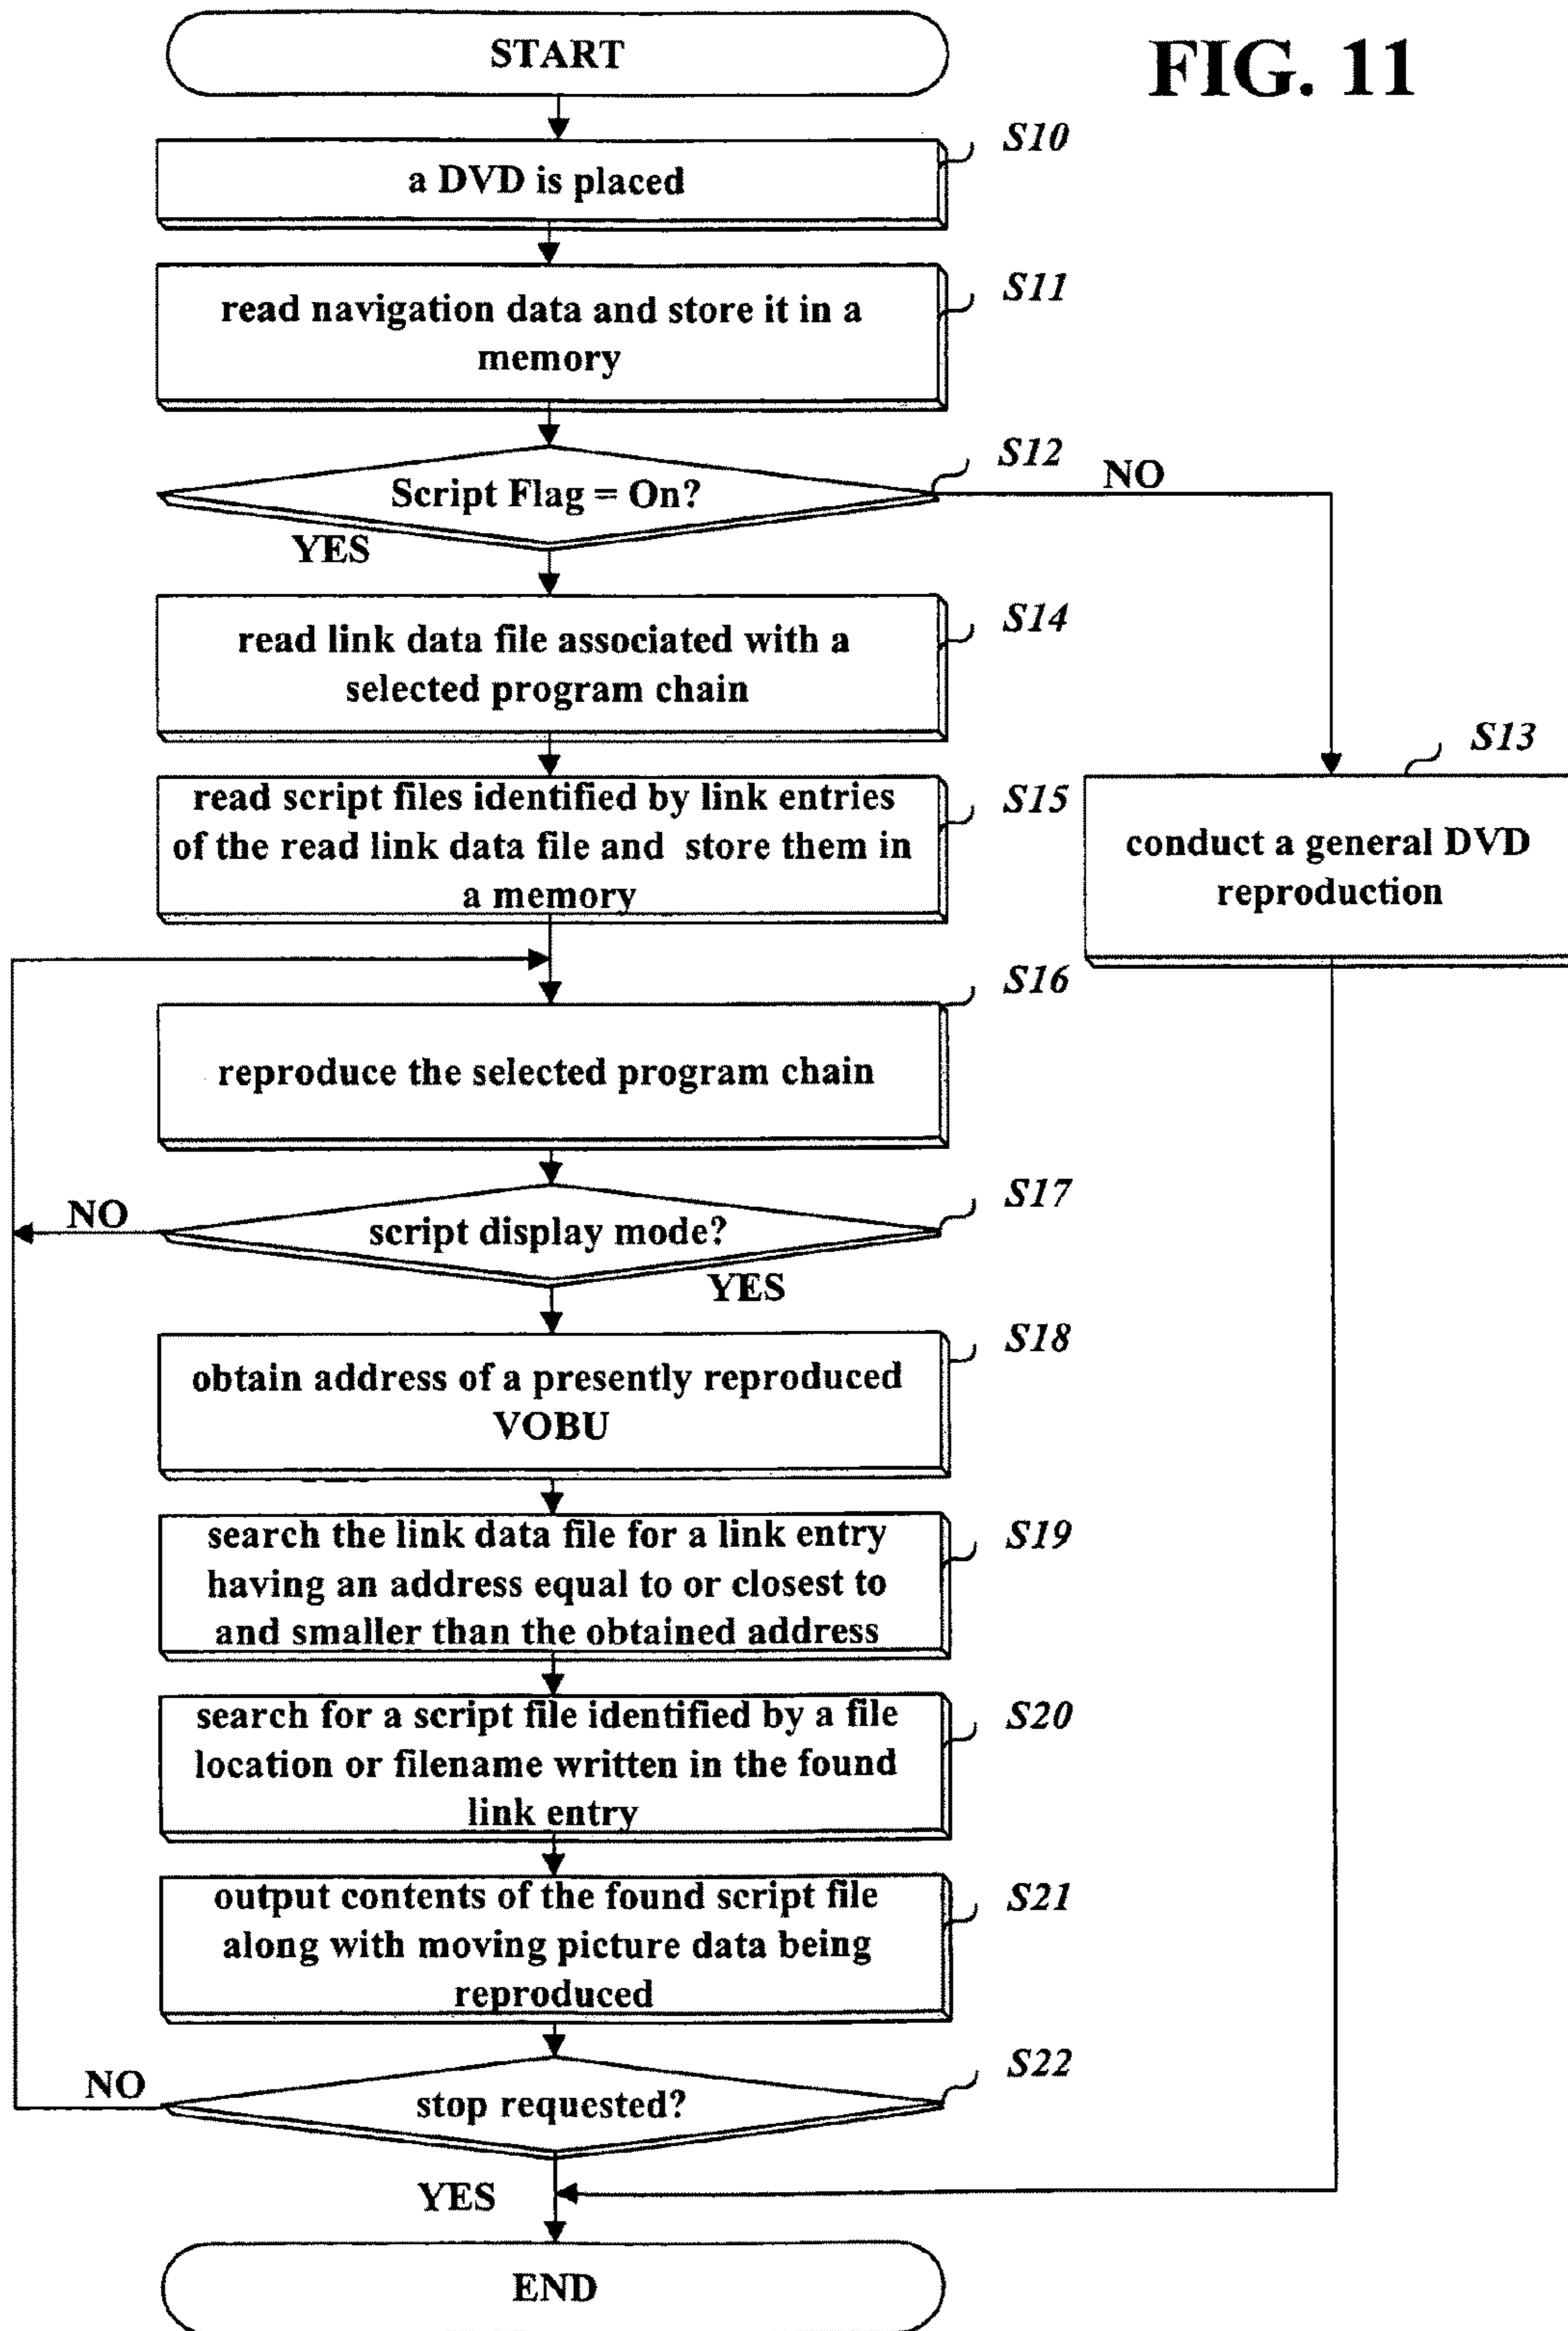 FIG. 11
START
S10
a DVD is placed
S11
read navigation data and store it in a
memory
S12
Script Flag = On?
NO
YES
S14
read link data file associated with a
selected program chain
S13
conduct a general DVD
reproduction
S15
read script files identified by link entries
of the read link data file and store them in
a memory
S16
reproduce the selected program chain
S17
script display mode?
NO
YES
S18
obtain address of a presently reproduced
VOBU
S19
search the link data file for a link entry
having an address equal to or closest to
and smaller than the obtained address
S20
search for a script file identified by a file
location or filename written in the found
link entry
S21
output contents of the found script file
along with moving picture data being
reproduced
S22
stop requested?
NO
YES
END